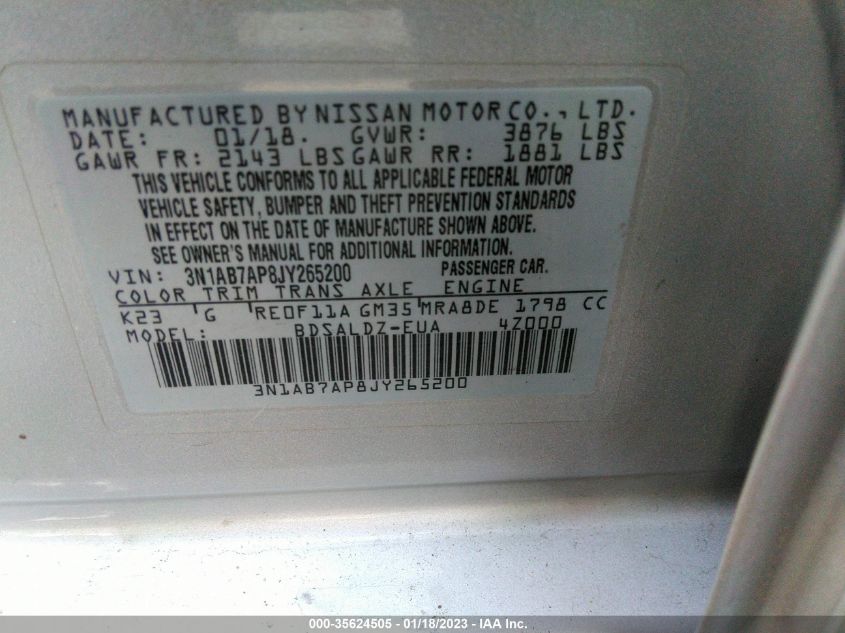 MANUFACTURED BY NISSAN MOTOR CO., LTD.
DATE: 01/18. GVWR: 3876 LBS
GAWR FR: 2143 LBS GAWR RR: 1881 LBS
THIS VEHICLE CONFORMS TO ALL APPLICABLE FEDERAL MOTOR
VEHICLE SAFETY, BUMPER AND THEFT PREVENTION STANDARDS
IN EFFECT ON THE DATE OF MANUFACTURE SHOWN ABOVE.
SEE OWNER'S MANUAL FOR ADDITIONAL INFORMATION.
VIN: 3N1AB7AP8JY265200 PASSENGER CAR.
COLOR TRIM TRANS AXLE ENGINE
K23 G RE0F11A GM35 MRA8DE 1798 CC
MODEL: BDSALDZ-EUA 4Z000
3N1AB7AP8JY265200
000-35624505 - 01/18/2023 - IAA Inc.